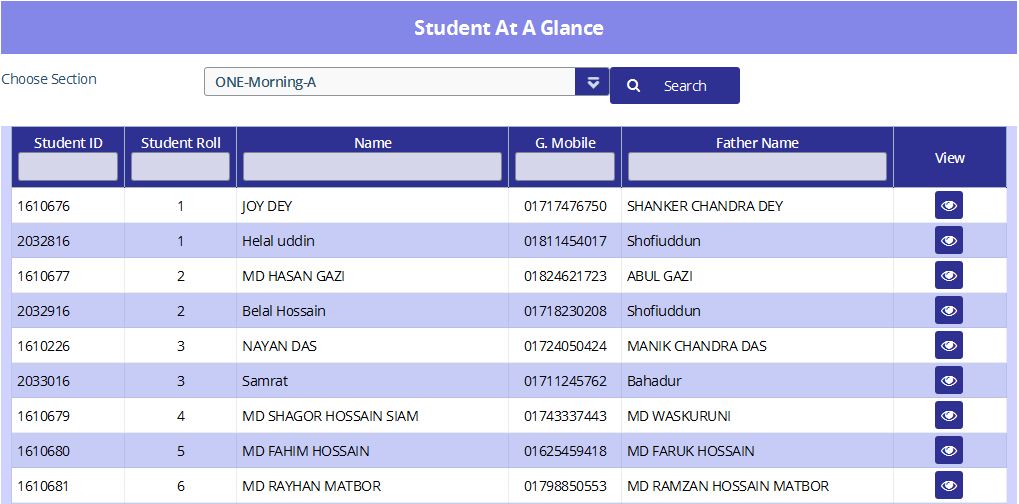 Student At A Glance
Choose Section ONE-Morning-A Search
Student ID Student Roll Name G. Mobile Father Name View
1610676 1 JOY DEY 01717476750 SHANKER CHANDRA DEY
2032816 1 Helal uddin 01811454017 Shofiuddun
1610677 2 MD HASAN GAZI 01824621723 ABUL GAZI
2032916 2 Belal Hossain 01718230208 Shofiuddun
1610226 3 NAYAN DAS 01724050424 MANIK CHANDRA DAS
2033016 3 Samrat 01711245762 Bahadur
1610679 4 MD SHAGOR HOSSAIN SIAM 01743337443 MD WASKURUNI
1610680 5 MD FAHIM HOSSAIN 01625459418 MD FARUK HOSSAIN
1610681 6 MD RAYHAN MATBOR 01798850553 MD RAMZAN HOSSAIN MATBOR